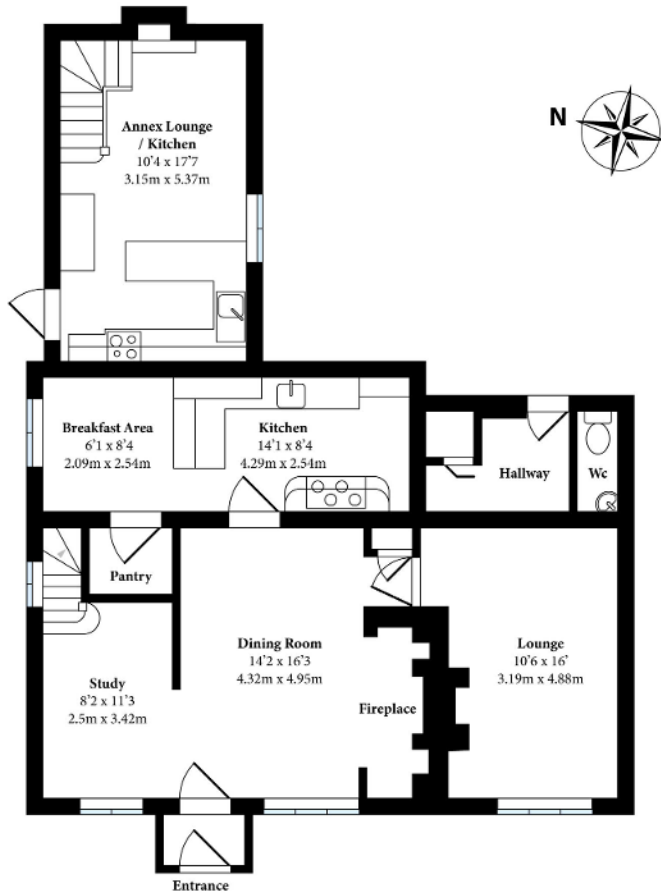 Annex Lounge
/ Kitchen
10'4 x 17'7
3.15m x 5.37m
N
Breakfast Area
6'1 x 8'4
2.09m x 2.54m
Kitchen
14'1 x 8'4
4.29m x 2.54m
Hallway
Wc
Pantry
Dining Room
14'2 x 16'3
4.32m x 4.95m
Lounge
10'6 x 16'
3.19m x 4.88m
Study
8'2 x 11'3
2.5m x 3.42m
Fireplace
Entrance